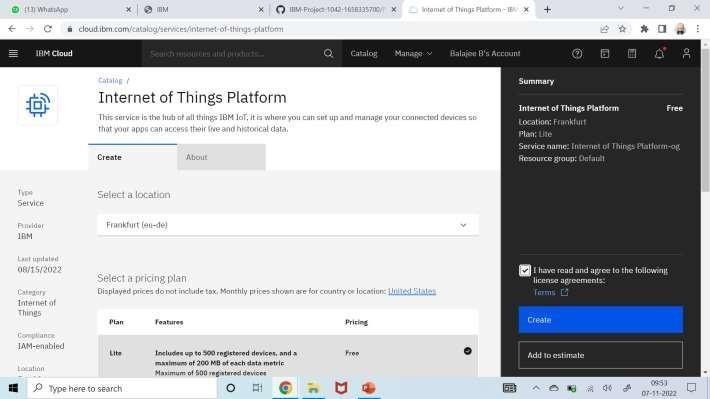 (13) WhatsApp
IBM
IBM-Project-1042-1658335700/
Internet of Things Platform - IBM
cloud.ibm.com/catalog/services/internet-of-things-platform
IBM Cloud
Search resources and products...
Catalog
Manage
Balajee B's Account
Catalog /
Internet of Things Platform
This service is the hub of all things IBM IoT, it is where you can set up and manage your connected devices so
that your apps can access their live and historical data.
Create
About
Type
Service
Provider
IBM
Last updated
08/15/2022
Category
Internet of
Things
Compliance
IAM-enabled
Location
Select a location
Frankfurt (eu-de)
Select a pricing plan
Displayed prices do not include tax. Monthly prices shown are for country or location: United States
Plan
Features
Pricing
Lite
Includes up to 500 registered devices, and a
maximum of 200 MB of each data metric
Maximum of 500 registered devices
Free
Summary
Internet of Things Platform
Free
Location: Frankfurt
Plan: Lite
Service name: Internet of Things Platform-og
Resource group: Default
I have read and agree to the following
license agreements:
Terms
Create
Add to estimate
Type here to search
09:53
07-11-2022